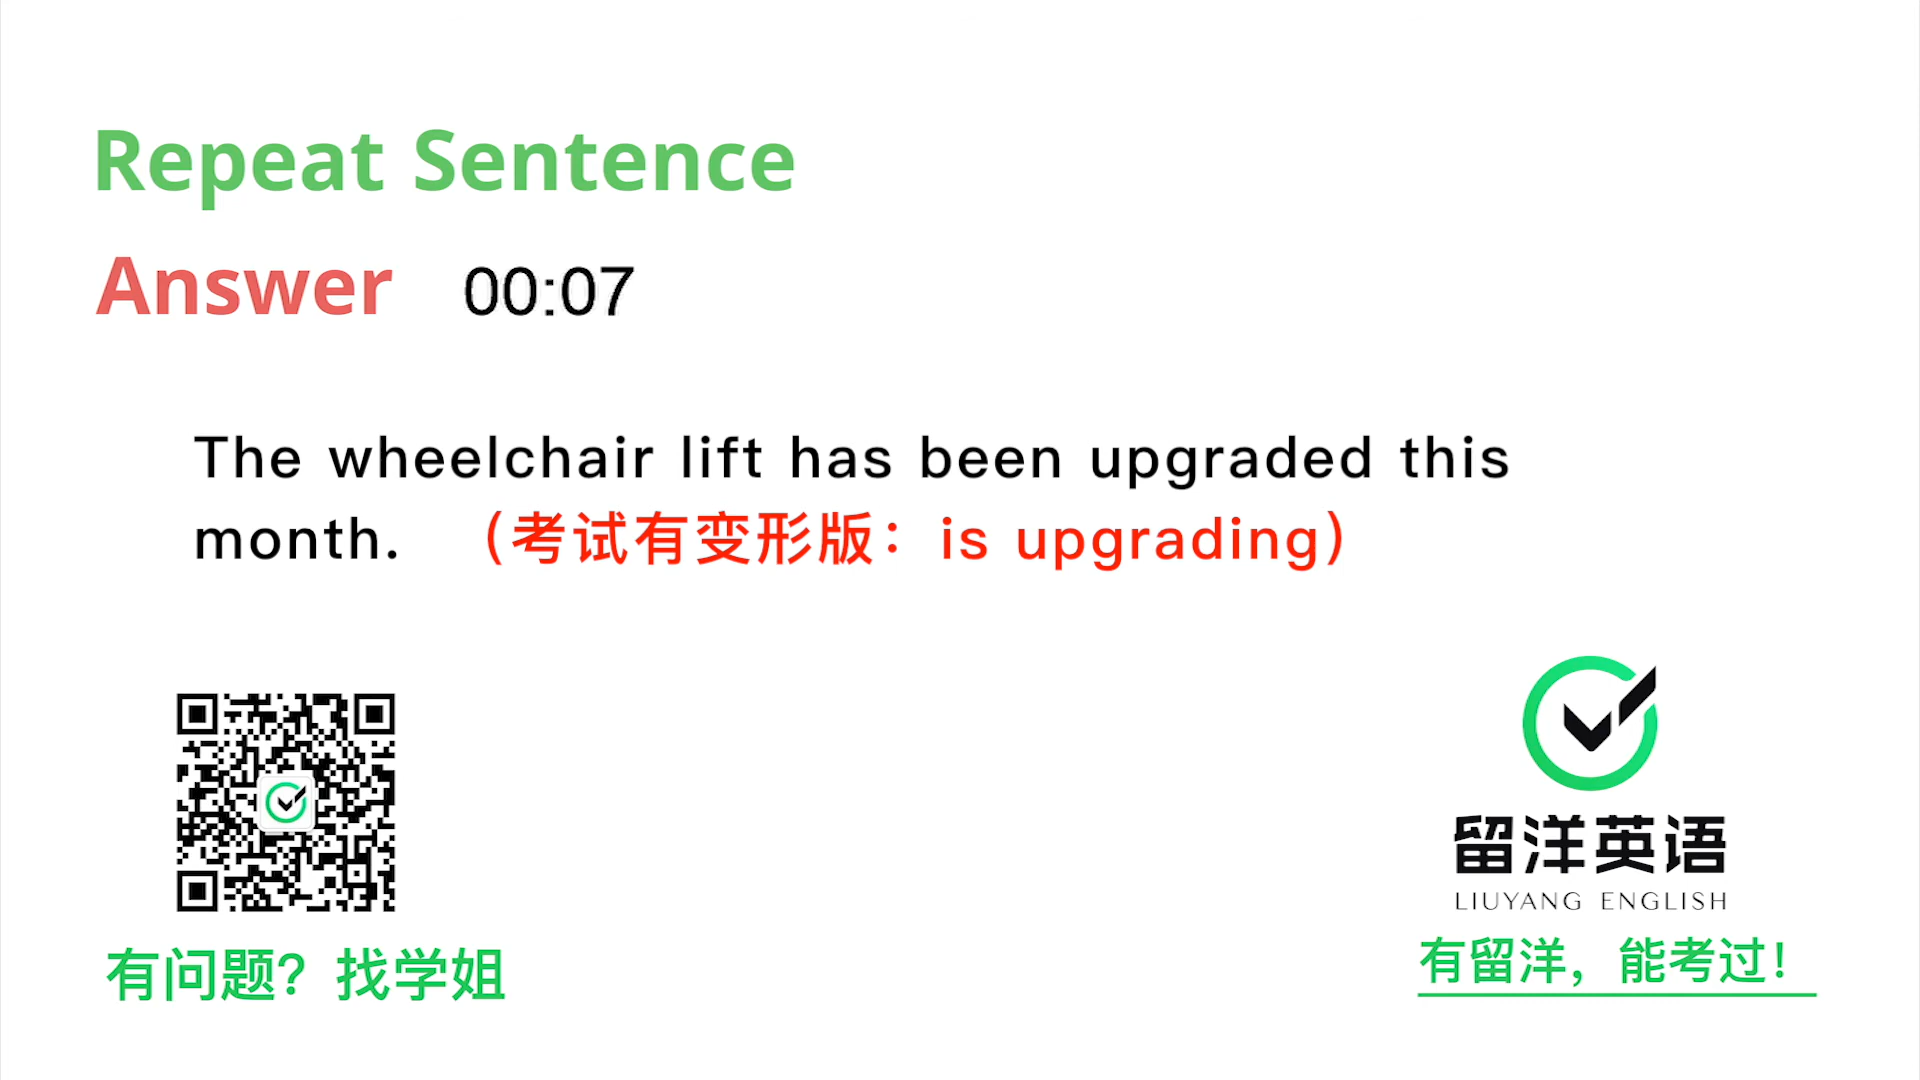 Repeat Sentence
Answer 00:07
The wheelchair lift has been upgraded this
month. （考试有变形版：is upgrading）
留洋英语
LIUYANG ENGLISH
有问题？找学姐
有留洋，能考过！